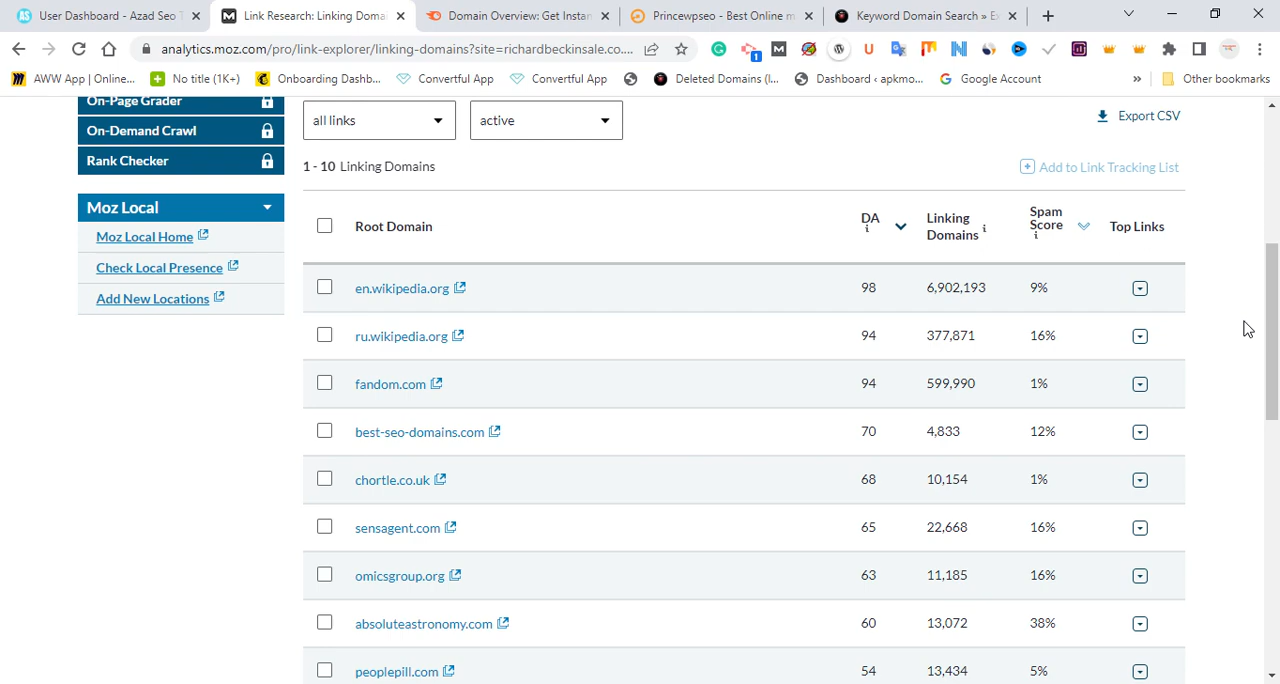 User Dashboard - Azad Seo T
Link Research: Linking Doma
Domain Overview: Get Instan
Princewpseo - Best Online m
Keyword Domain Search » Ex
analytics.moz.com/pro/link-explorer/linking-domains?site=richardbeckinsale.co....
AWW App | Online...
No title (1K+)
Onboarding Dashb...
Converful App
Converful App
Deleted Domains (I...
Dashboard ‹ apkmo...
Google Account
»
Other bookmarks
On-Page Grader
On-Demand Crawl
Rank Checker
Moz Local
Moz Local Home
Check Local Presence
Add New Locations
all links
active
Export CSV
1 - 10 Linking Domains
Add to Link Tracking List
Root Domain
DA
Linking Domains
Spam Score
Top Links
en.wikipedia.org 98 6,902,193 9%
ru.wikipedia.org 94 377,871 16%
fandom.com 94 599,990 1%
best-seo-domains.com 70 4,833 12%
chortle.co.uk 68 10,154 1%
sensagent.com 65 22,668 16%
omicsgroup.org 63 11,185 16%
absoluteastronomy.com 60 13,072 38%
peoplepill.com 54 13,434 5%